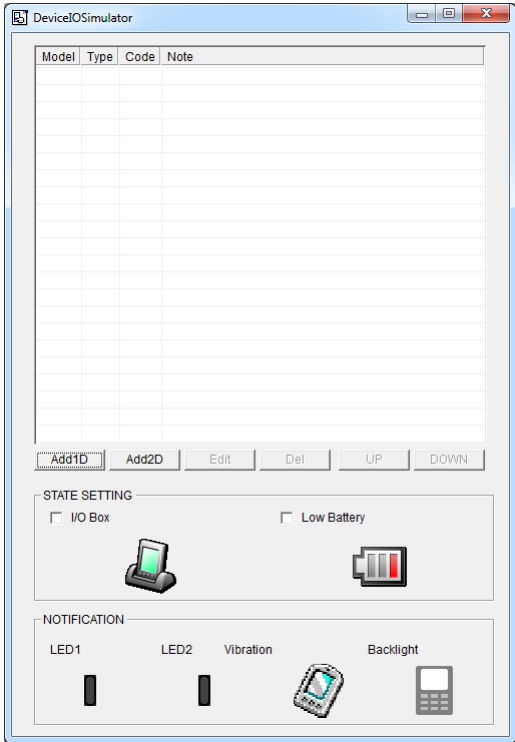 DeviceIOSimulator
Model Type Code Note
Add1D Add2D Edit Del UP DOWN
STATE SETTING
I/O Box Low Battery
NOTIFICATION
LED1 LED2 Vibration Backlight